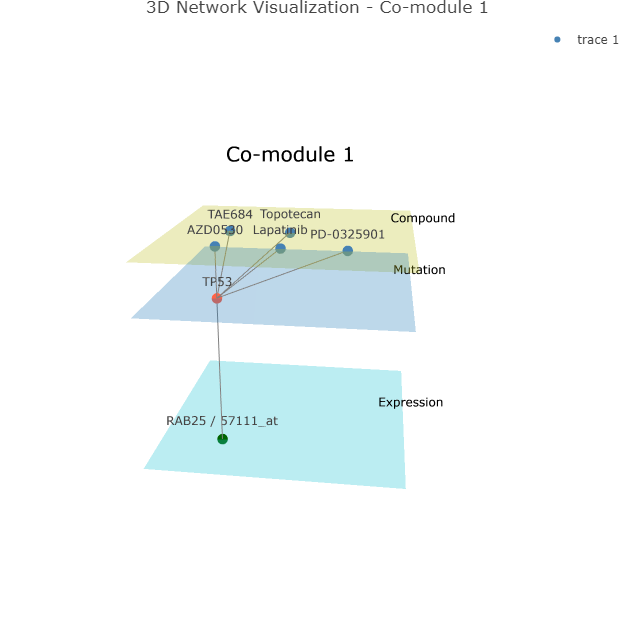 3D Network Visualization - Co-module 1
trace 1
Co-module 1
TAE684 Topotecan
Compound
AZD0530 Lapatinib
PD-0325901
Mutation
TP53
Expression
RAB25 / 57111_at